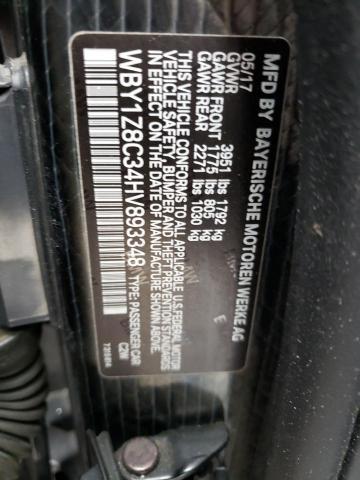 MFD BY BAYERISCHE MOTOREN WERKE AG
05/17
GVWR 3951 lbs 1792 kg
GAWR FRONT 1775 lbs 805 kg
GAWR REAR 2271 lbs 1030 kg
THIS VEHICLE CONFORMS TO ALL APPLICABLE U.S. FEDERAL MOTOR
VEHICLE SAFETY, BUMPER AND THEFT PREVENTION STANDARDS
IN EFFECT ON THE DATE OF MANUFACTURE SHOWN ABOVE.
WBY1Z8C34HV893348 TYPE: PASSENGER CAR
C2W